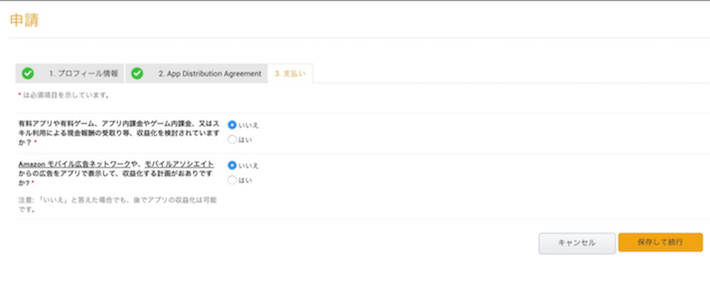 申請
1. プロフィール情報
2. App Distribution Agreement
3. 支払い
* は必須項目を示しています。
有料アプリや有料ゲーム、アプリ内課金やゲーム内課金、又はス
キル利用による現金報酬の受取り等、収益化を検討されています
か？ *
いいえ
はい
Amazon モバイル広告ネットワークや、モバイルアソシエイト
からの広告をアプリで表示して、収益化する計画がおありです
か? *
いいえ
はい
注意: 「いいえ」と答えた場合でも、後でアプリの収益化は可能
です。
キャンセル
保存して続行